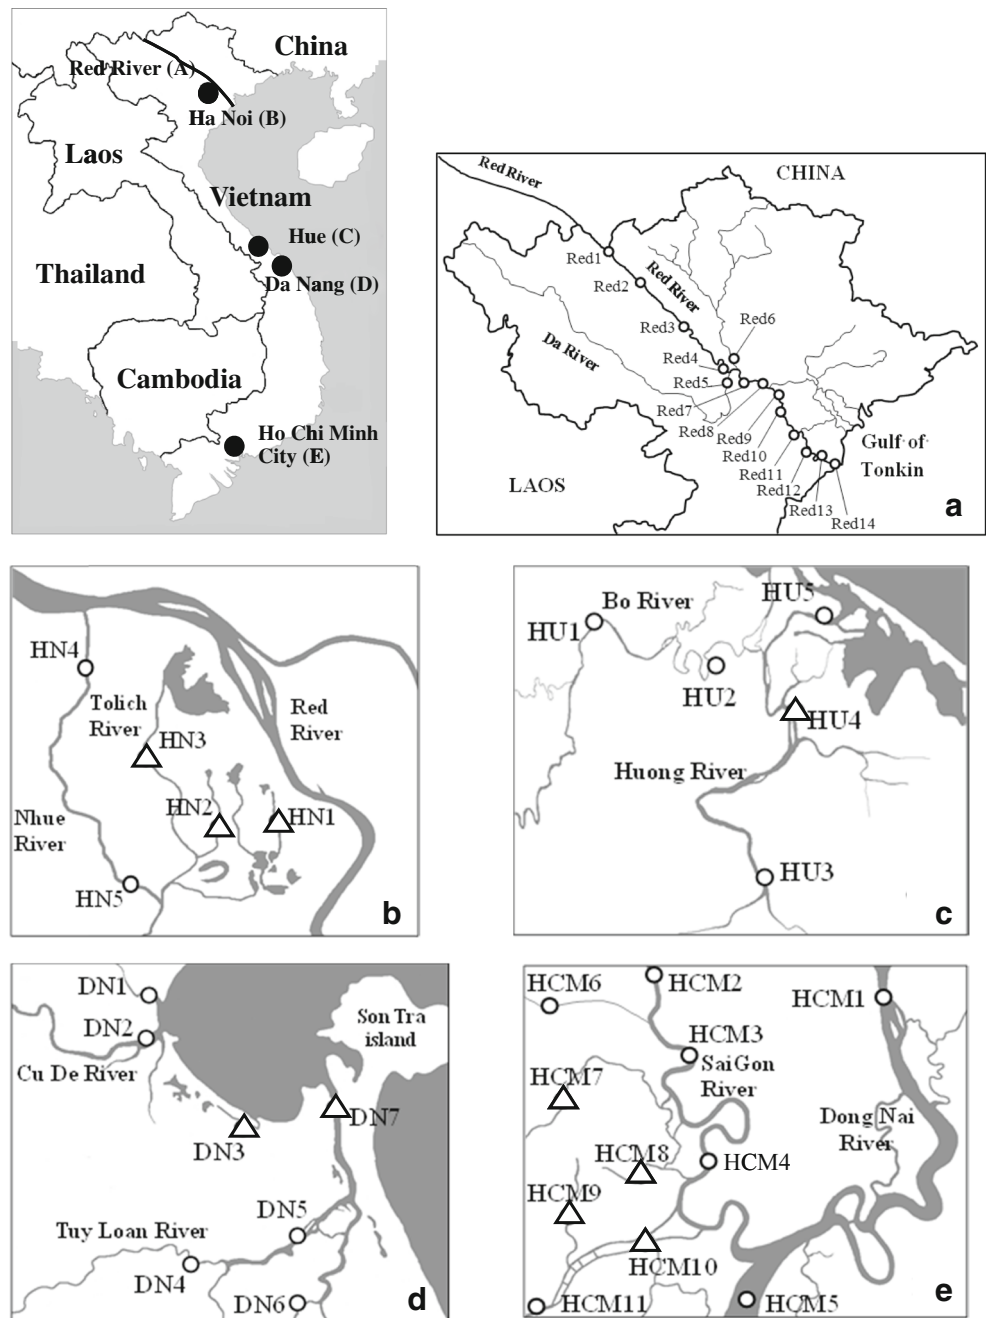 China
Red River (A)
Ha Noi (B)
Laos
Vietnam
Hue (C)
Thailand
Da Nang (D)
Cambodia
Ho Chi Minh
City (E)
Red River
CHINA
Red1
Red River
Red2
Red3
Red6
Da River
Red4
Red5
Red7
Red8
Red9
Red10
Gulf of
Tonkin
Red11
LAOS
Red12
Red13
Red14
a
HN4
Tolich
River
Red
River
HN3
HN2
HN1
Nhue
River
HN5
b
HU5
Bo River
HU1
HU2
HU4
Huong River
HU3
c
DN1
Son Tra
island
DN2
Cu De River
DN7
DN3
DN5
Tuy Loan River
DN4
DN6
d
HCM6
HCM2
HCM1
HCM3
SaiGon
River
HCM7
Dong Nai
River
HCM8
HCM4
HCM9
HCM10
HCM11
HCM5
e